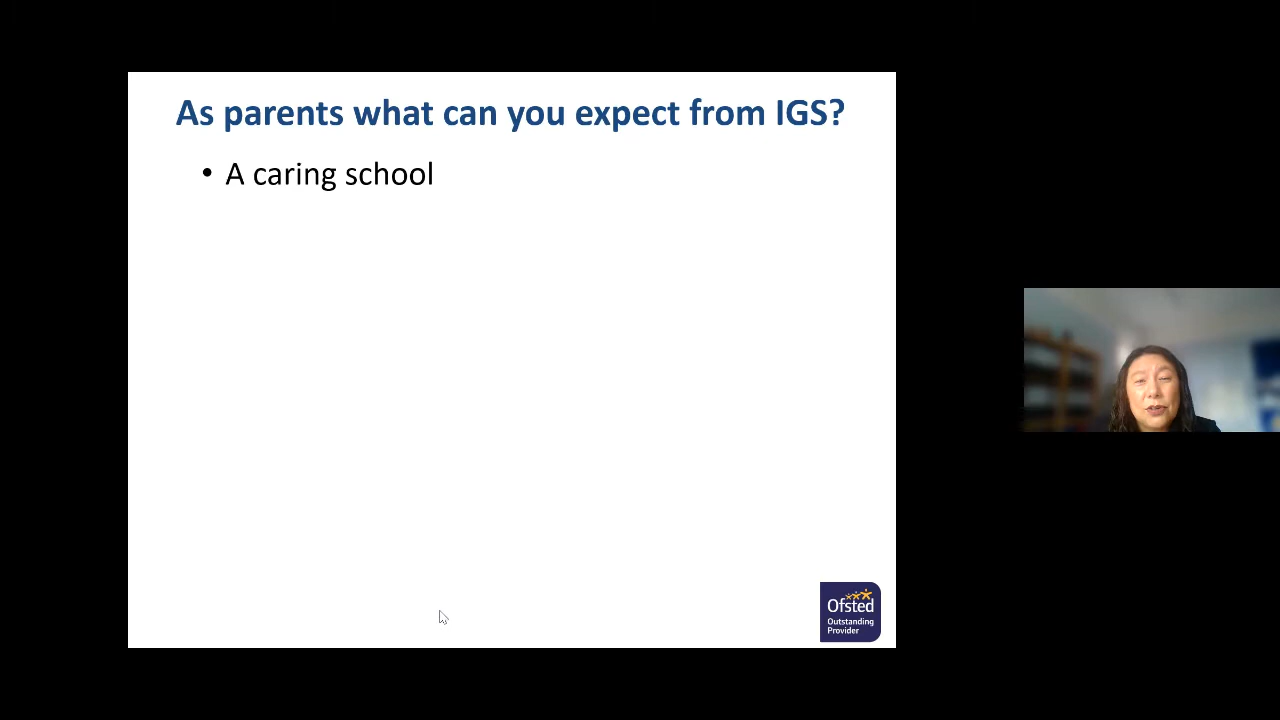 As parents what can you expect from IGS?
• A caring school
Ofsted
Outstanding
Provider